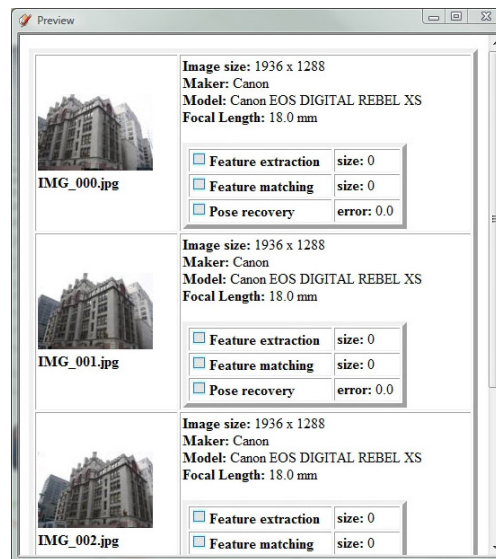 Preview
Image size: 1936 x 1288
Maker: Canon
Model: Canon EOS DIGITAL REBEL XS
Focal Length: 18.0 mm
Feature extraction size: 0
Feature matching size: 0
Pose recovery error: 0.0
IMG_000.jpg
Image size: 1936 x 1288
Maker: Canon
Model: Canon EOS DIGITAL REBEL XS
Focal Length: 18.0 mm
Feature extraction size: 0
Feature matching size: 0
Pose recovery error: 0.0
IMG_001.jpg
Image size: 1936 x 1288
Maker: Canon
Model: Canon EOS DIGITAL REBEL XS
Focal Length: 18.0 mm
Feature extraction size: 0
Feature matching size: 0
IMG_002.jpg